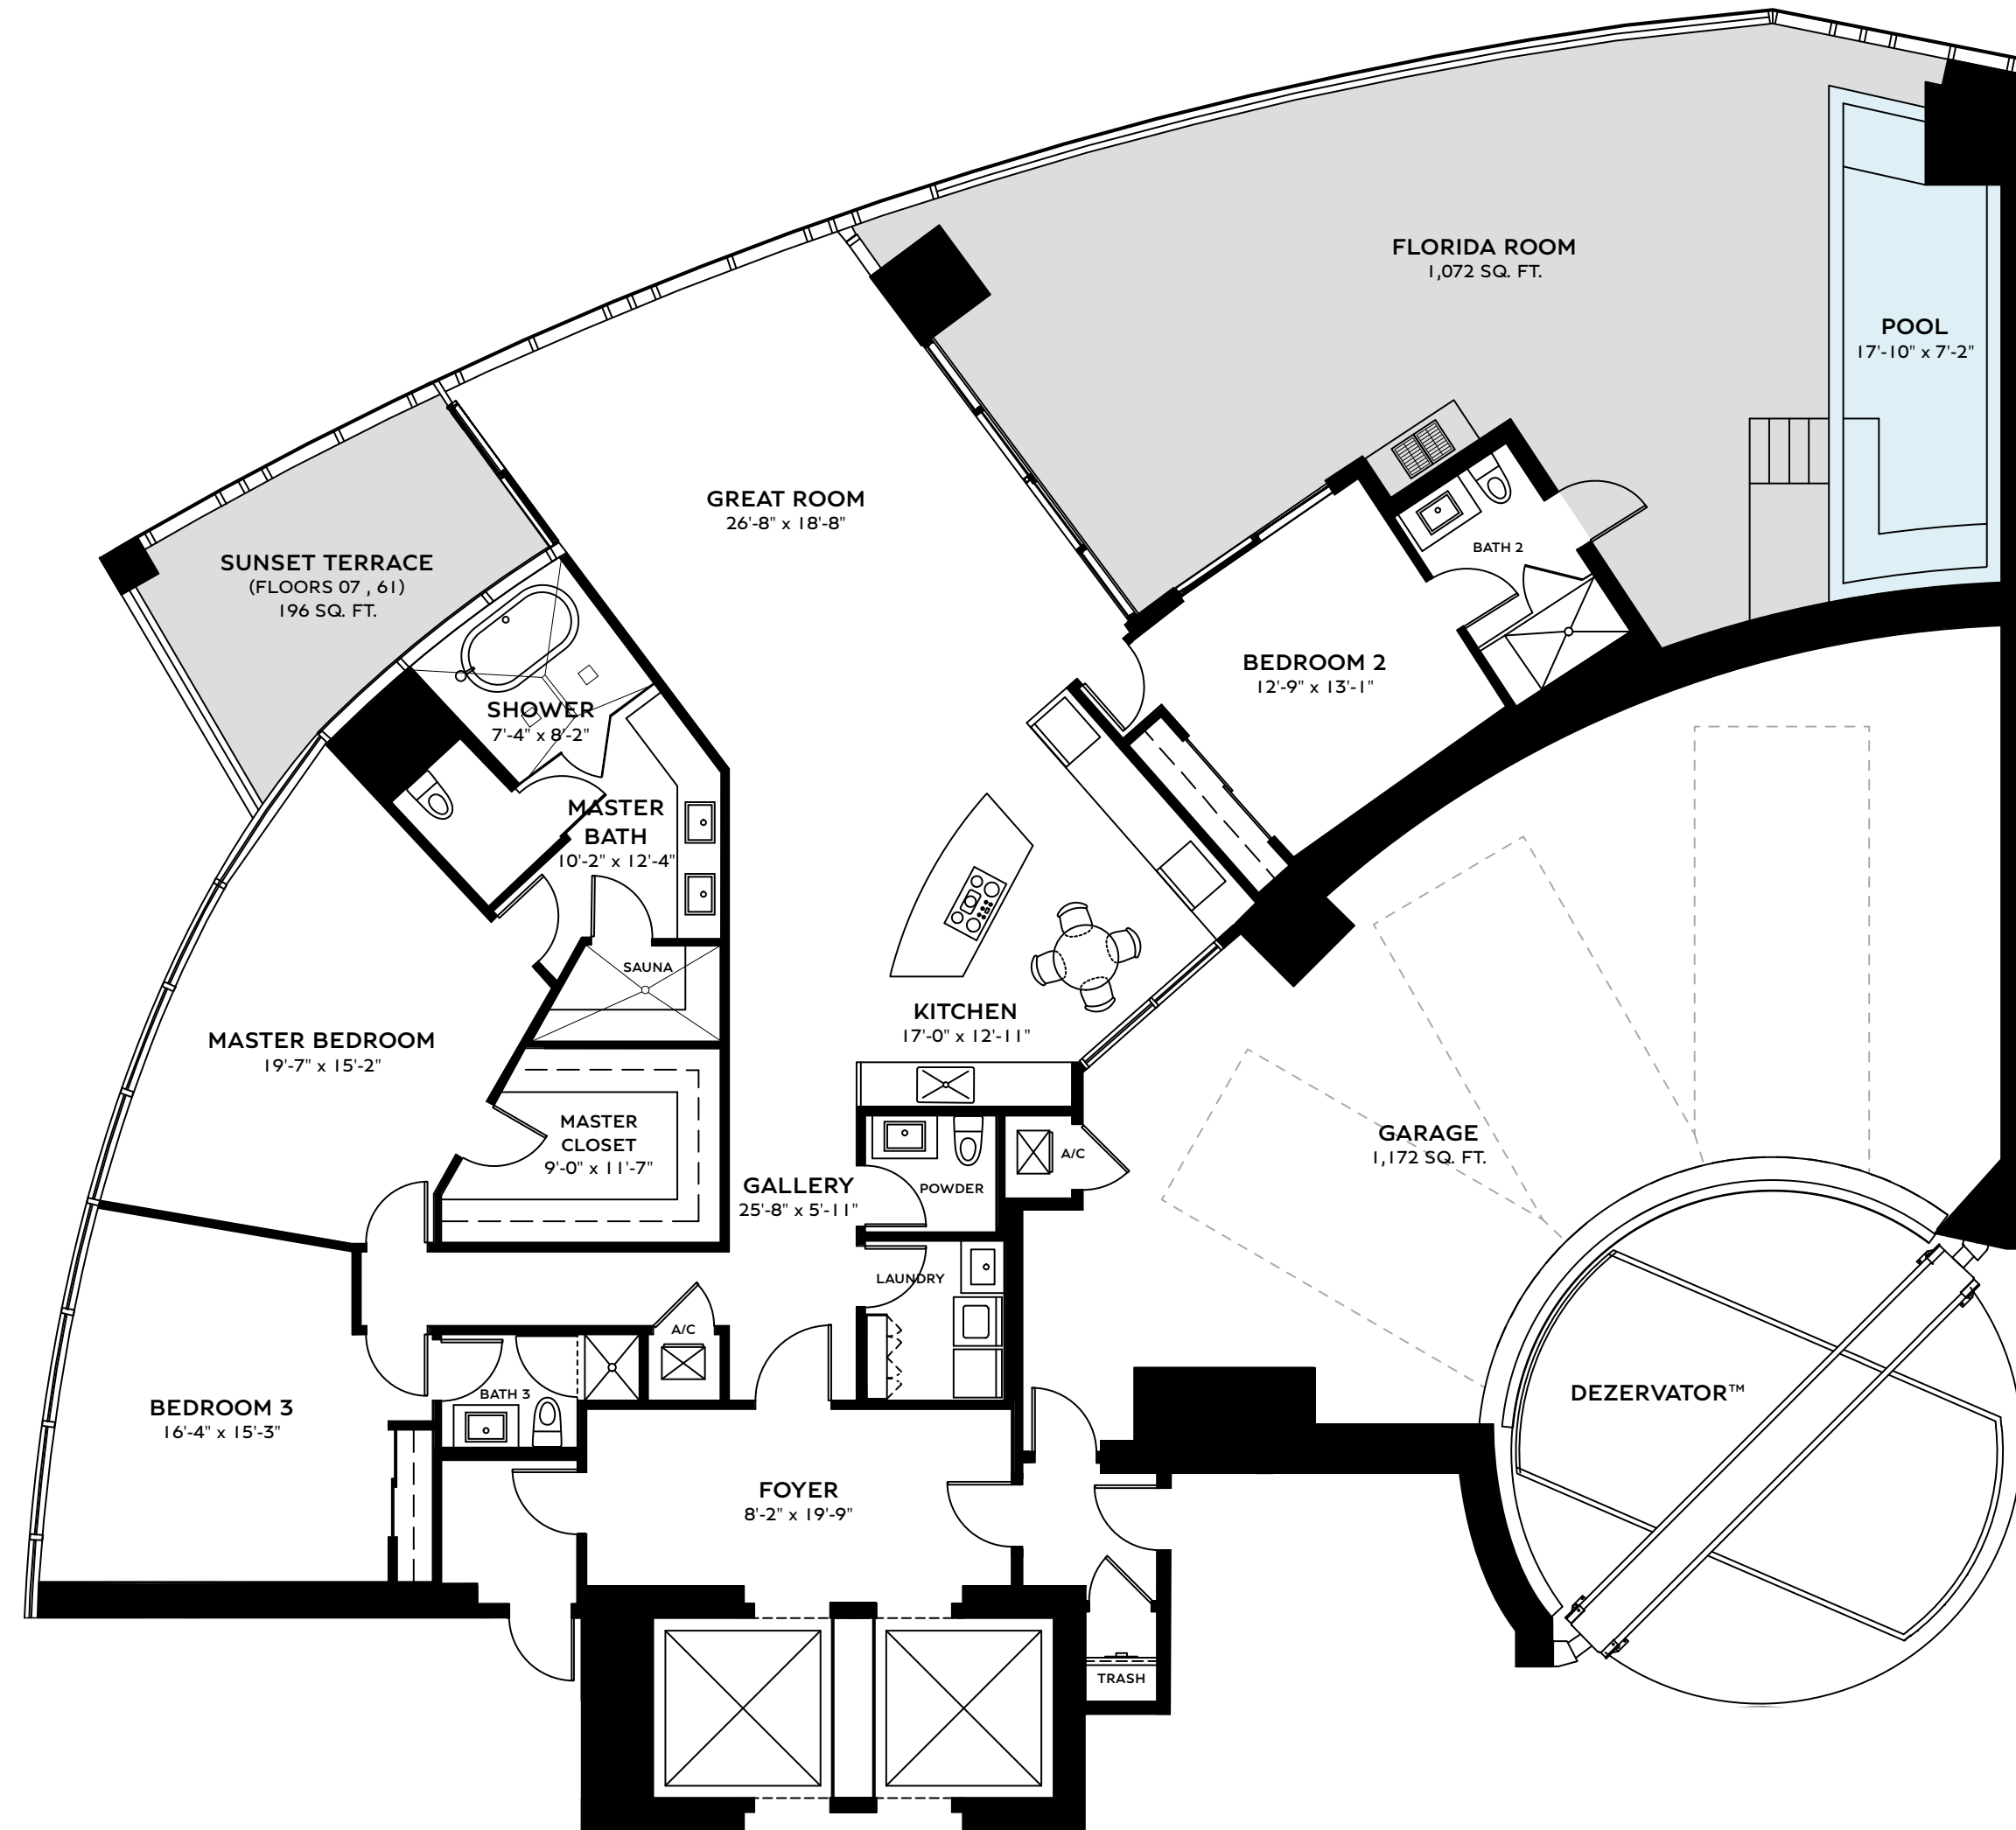 FLORIDA ROOM
1,072 SQ. FT.
POOL
17'-10" x 7'-2"
GREAT ROOM
26'-8" x 18'-8"
SUNSET TERRACE
(FLOORS 07 , 61)
196 SQ. FT.
BATH 2
BEDROOM 2
12'-9" x 13'-1"
SHOWER
7'-4" x 8'-2"
MASTER
BATH
10'-2" x 12'-4"
SAUNA
KITCHEN
17'-0" x 12'-11"
MASTER BEDROOM
19'-7" x 15'-2"
MASTER
CLOSET
9'-0" x 11'-7"
GARAGE
1,172 SQ. FT.
A/C
GALLERY
25'-8" x 5'-11"
POWDER
LAUNDRY
A/C
BATH 3
DEZERVATOR™
BEDROOM 3
16'-4" x 15'-3"
FOYER
8'-2" x 19'-9"
TRASH